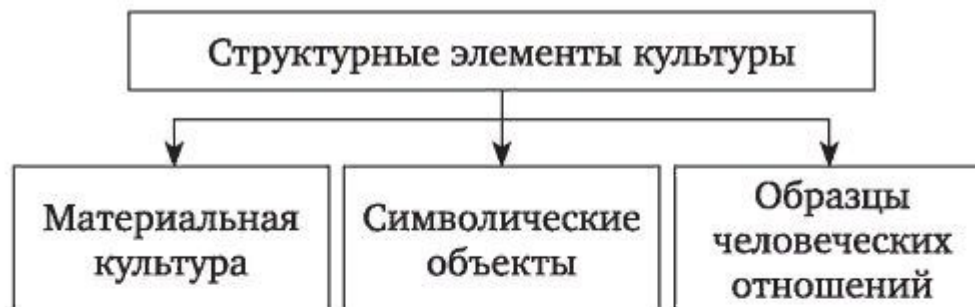 Структурные элементы культуры
Материальная
культура
Символические
объекты
Образцы
человеческих
отношений